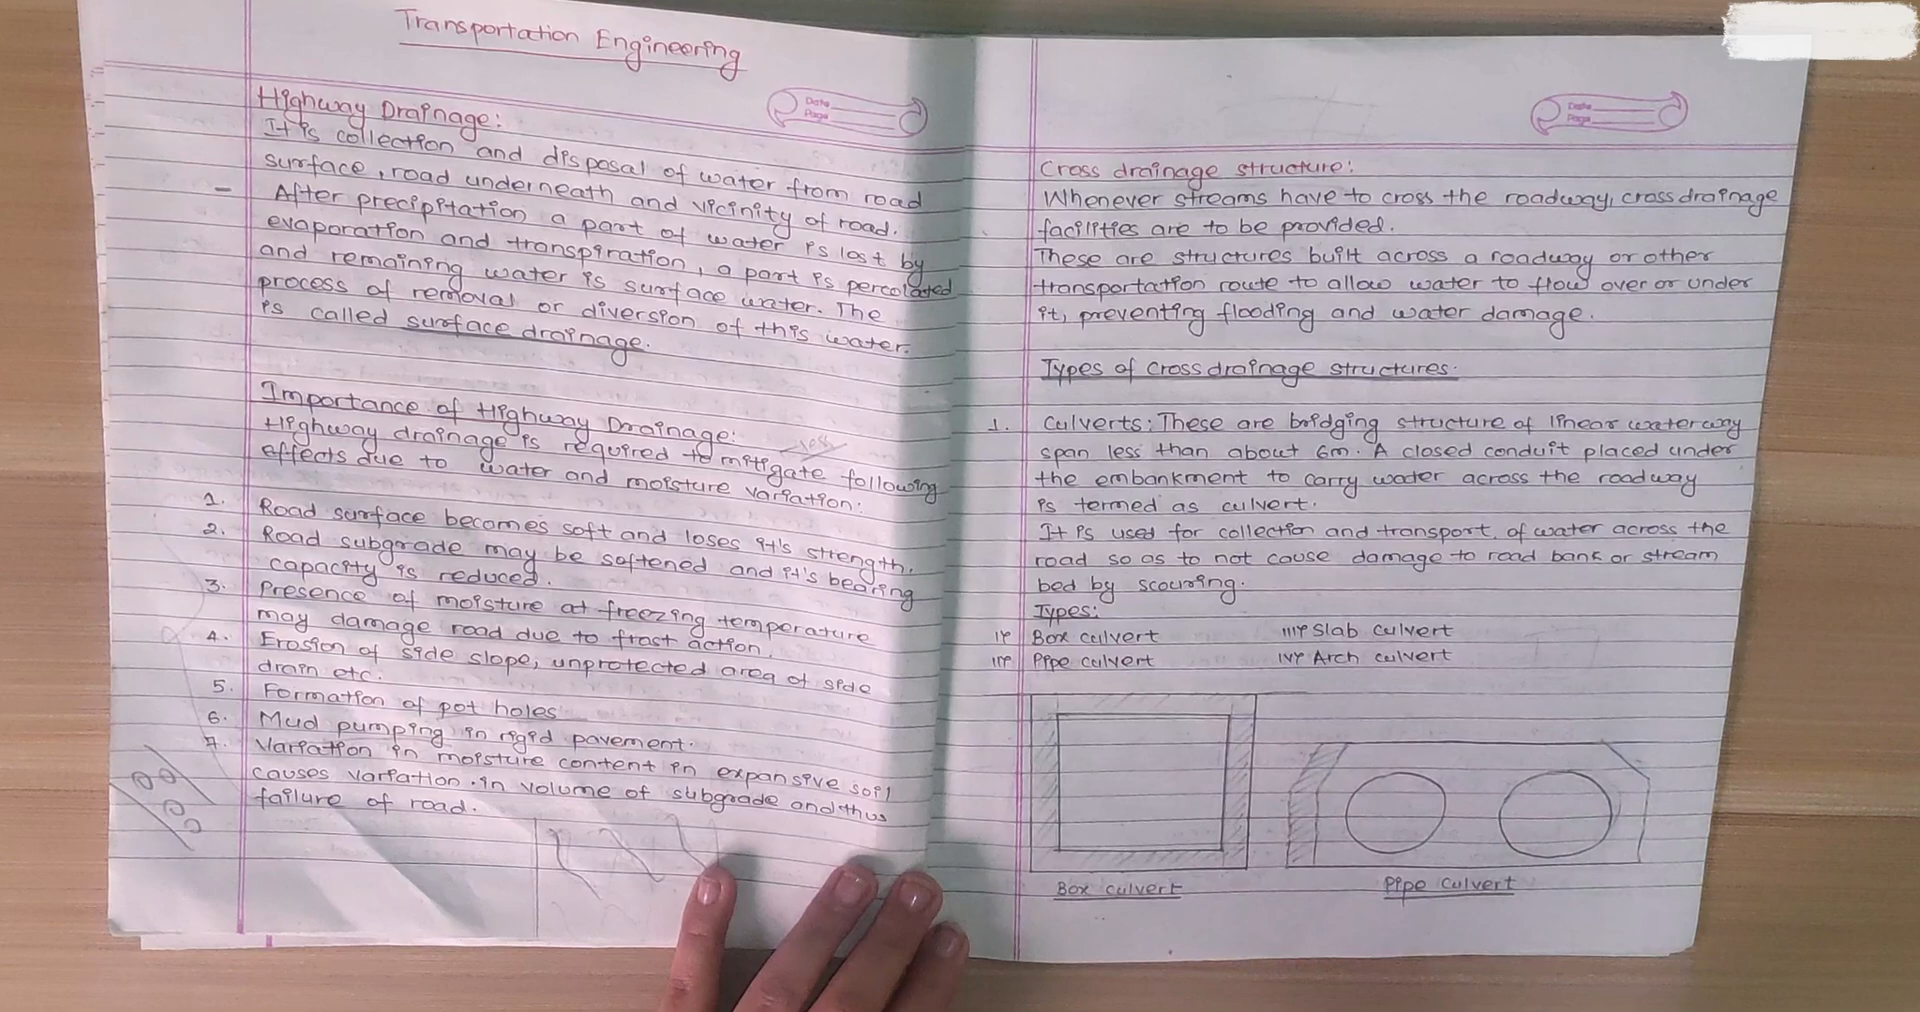 Transportation Engineering
Date
Page
Highway Drainage:
It is collection and disposal of water from road
surface, road underneath and vicinity of road.
- After precipitation a part of water is lost by
evaporation and transpiration, a part is percolated
and remaining water is surface water. The
process of removal or diversion of this water.
is called surface drainage.
Importance of Highway Drainage:
Highway drainage is required to mitigate following
effects due to water and moisture variation:
1. Road surface becomes soft and loses it's strength.
2. Road subgrade may be softened and it's bearing
capacity is reduced.
3. Presence of moisture at freezing temperature
may damage road due to frost action.
4. Erosion of side slope, unprotected area of side
drain etc.
5. Formation of pot holes
6. Mud pumping in rigid pavement.
7. Variation in moisture content in expansive soil
causes variation in volume of subgrade and thus
failure of road.
Date
Page
Cross drainage structure:
Whenever streams have to cross the roadway, cross drainage
facilities are to be provided.
These are structures built across a roadway or other
transportation route to allow water to flow over or under
it, preventing flooding and water damage.
Types of cross drainage structures.
1. Culverts: These are bridging structure of linear waterway
span less than about 6m. A closed conduit placed under
the embankment to carry water across the roadway
is termed as culvert.
It is used for collection and transport of water across the
road so as to not cause damage to road bank or stream
bed by scouring.
Types:
i) Box culvert iii) Slab culvert
ii) Pipe culvert iv) Arch culvert
Box culvert Pipe culvert